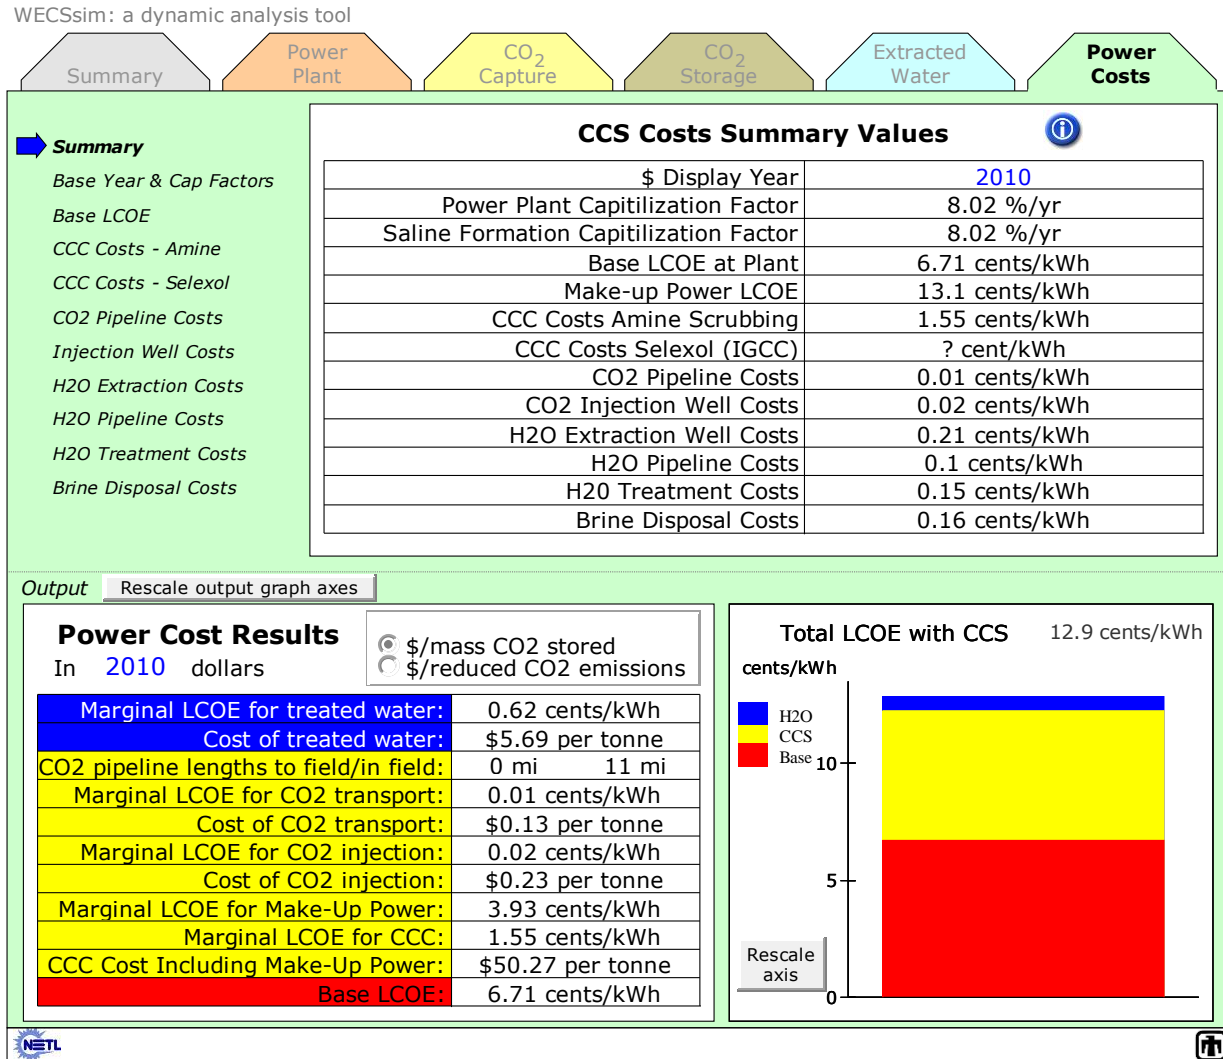 WECSsim: a dynamic analysis tool
Summary
Power
Plant
CO2
Capture
CO2
Storage
Extracted
Water
Power
Costs
Summary
Base Year & Cap Factors
Base LCOE
CCC Costs - Amine
CCC Costs - Selexol
CO2 Pipeline Costs
Injection Well Costs
H2O Extraction Costs
H2O Pipeline Costs
H2O Treatment Costs
Brine Disposal Costs
CCS Costs Summary Values
i
$ Display Year 2010
Power Plant Capitilization Factor 8.02 %/yr
Saline Formation Capitilization Factor 8.02 %/yr
Base LCOE at Plant 6.71 cents/kWh
Make-up Power LCOE 13.1 cents/kWh
CCC Costs Amine Scrubbing 1.55 cents/kWh
CCC Costs Selexol (IGCC) ? cent/kWh
CO2 Pipeline Costs 0.01 cents/kWh
CO2 Injection Well Costs 0.02 cents/kWh
H2O Extraction Well Costs 0.21 cents/kWh
H2O Pipeline Costs 0.1 cents/kWh
H20 Treatment Costs 0.15 cents/kWh
Brine Disposal Costs 0.16 cents/kWh
Output Rescale output graph axes
Power Cost Results
In 2010 dollars
$/mass CO2 stored
$/reduced CO2 emissions
Marginal LCOE for treated water: 0.62 cents/kWh
Cost of treated water: $5.69 per tonne
CO2 pipeline lengths to field/in field: 0 mi 11 mi
Marginal LCOE for CO2 transport: 0.01 cents/kWh
Cost of CO2 transport: $0.13 per tonne
Marginal LCOE for CO2 injection: 0.02 cents/kWh
Cost of CO2 injection: $0.23 per tonne
Marginal LCOE for Make-Up Power: 3.93 cents/kWh
Marginal LCOE for CCC: 1.55 cents/kWh
CCC Cost Including Make-Up Power: $50.27 per tonne
Base LCOE: 6.71 cents/kWh
Total LCOE with CCS 12.9 cents/kWh
cents/kWh
H2O
CCS
Base
10
5
0
Rescale
axis
NETL